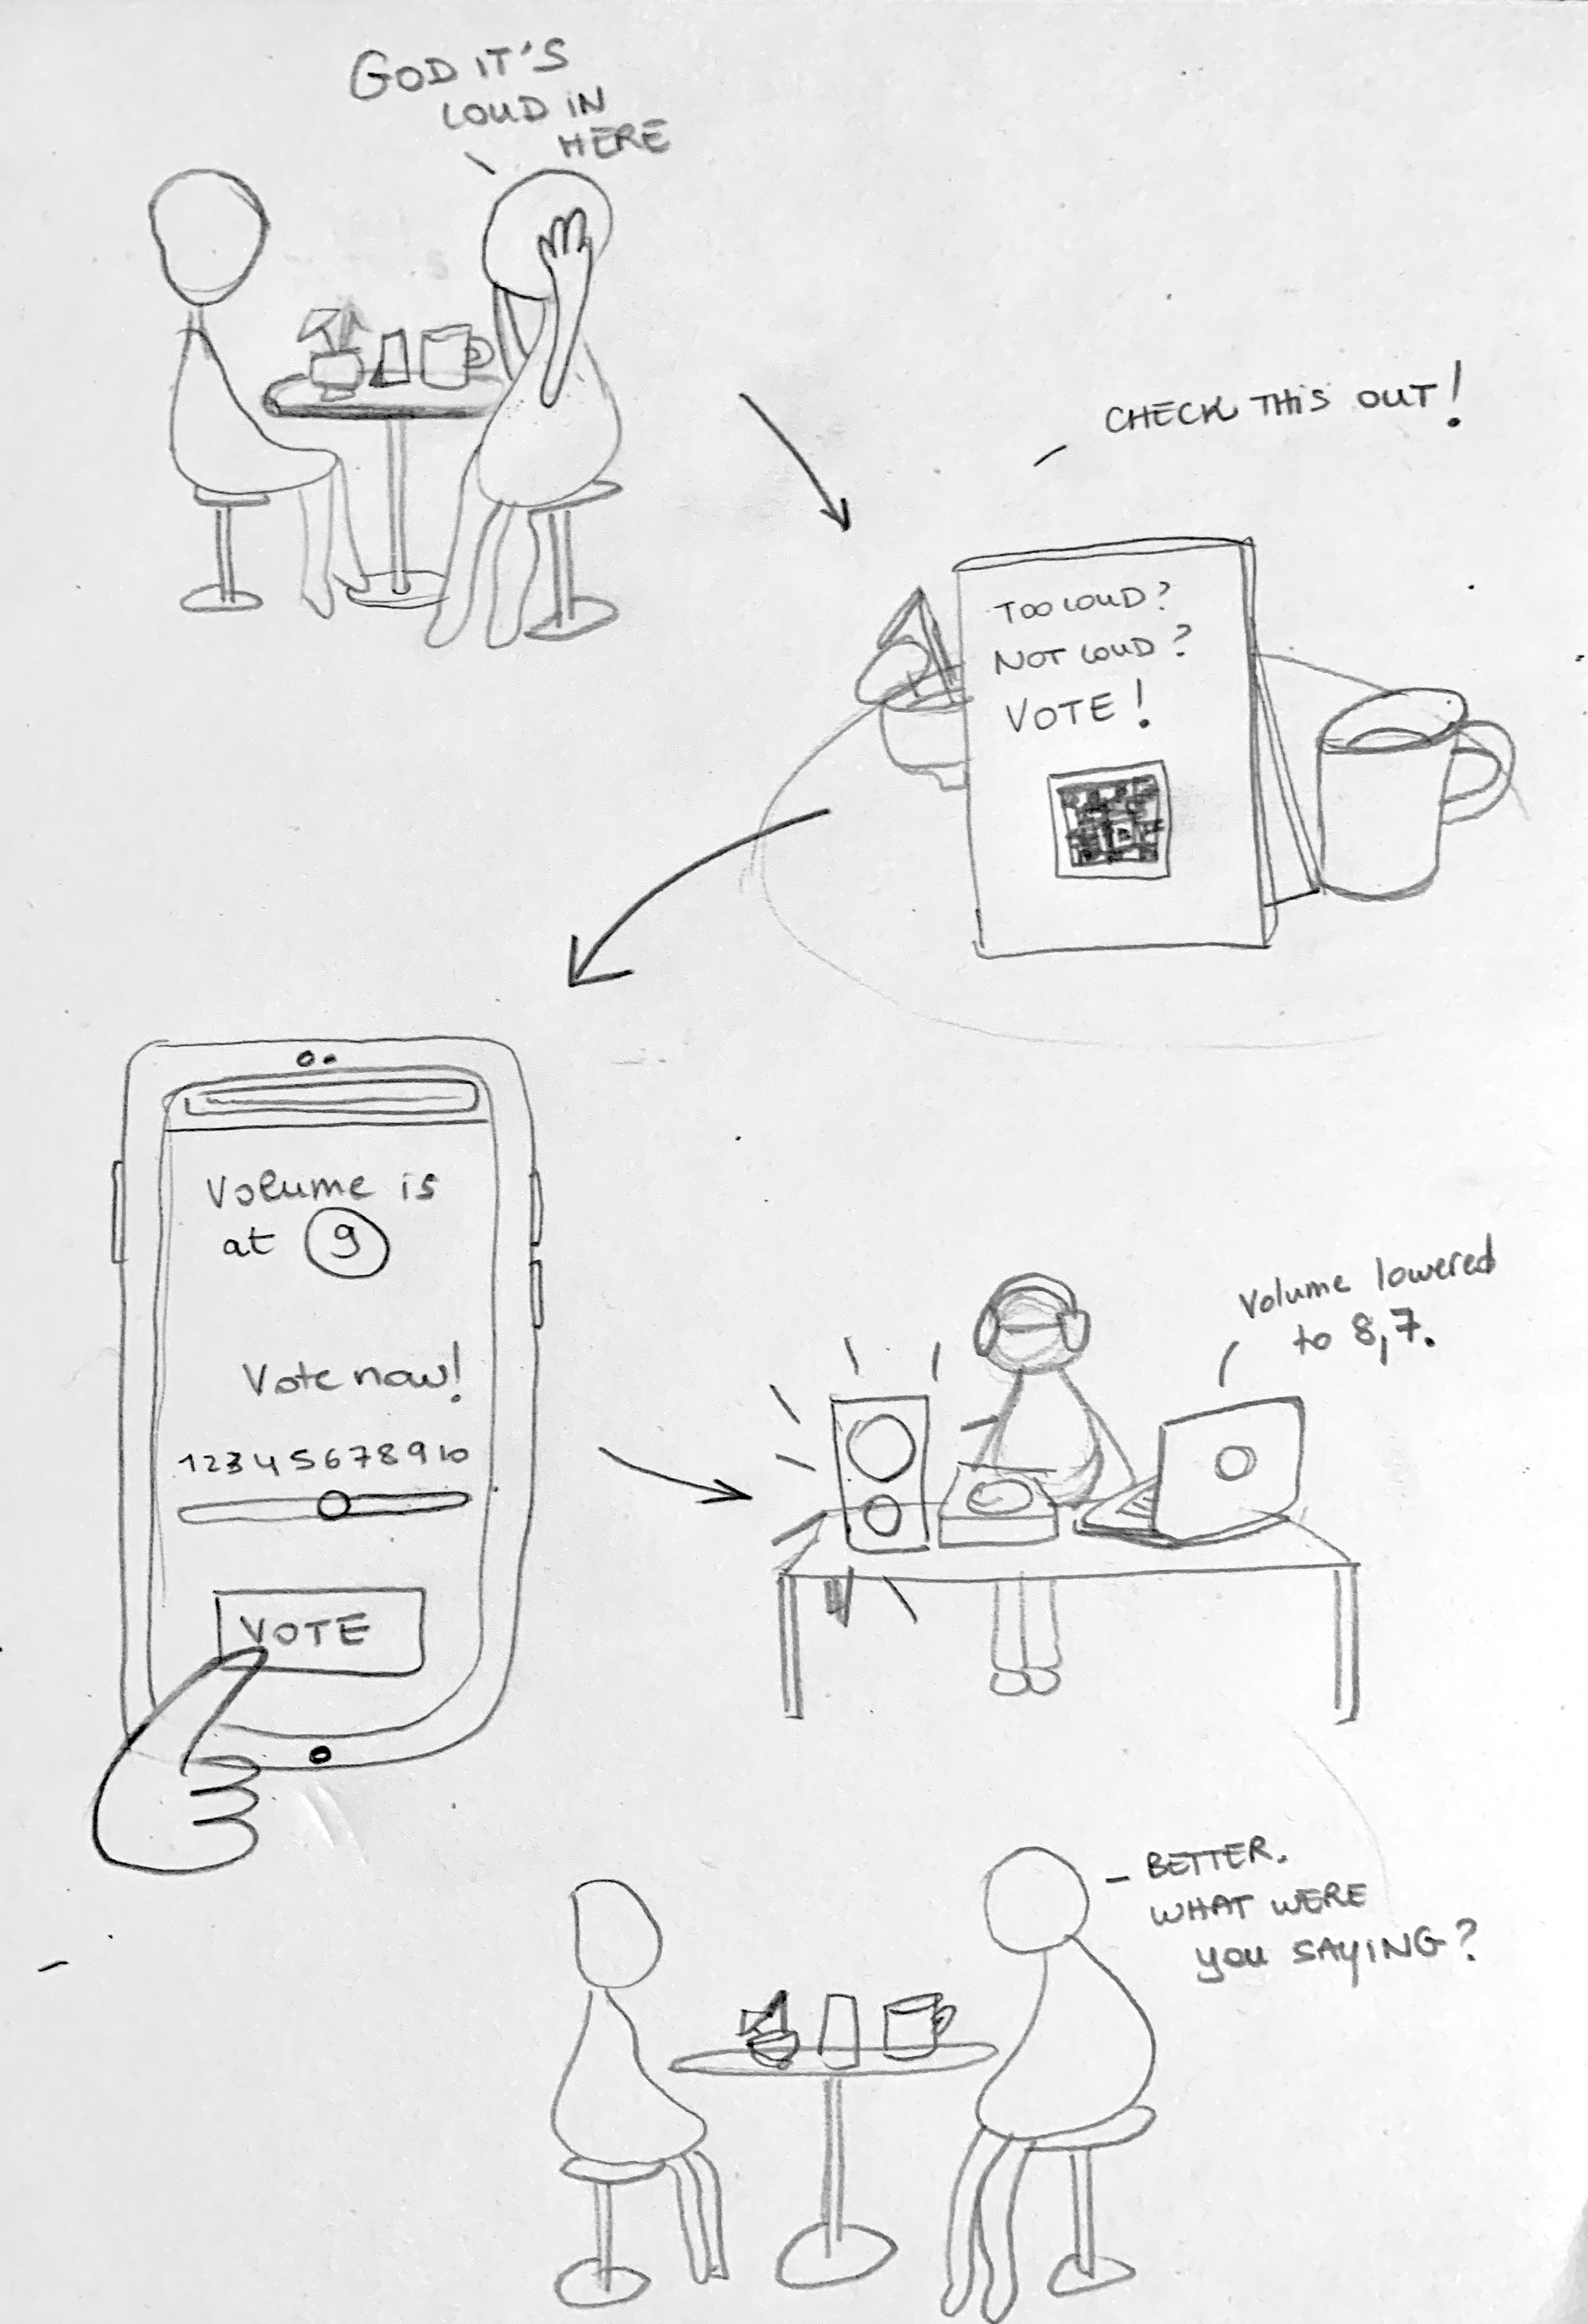 GOD IT'S
LOUD IN
HERE
CHECK THIS OUT!
TOO LOUD?
NOT LOUD?
VOTE!
Volume is
at 9
Vote now!
1 2 3 4 5 6 7 8 9 10
VOTE
Volume lowered
to 8,7.
- BETTER.
WHAT WERE
YOU SAYING?